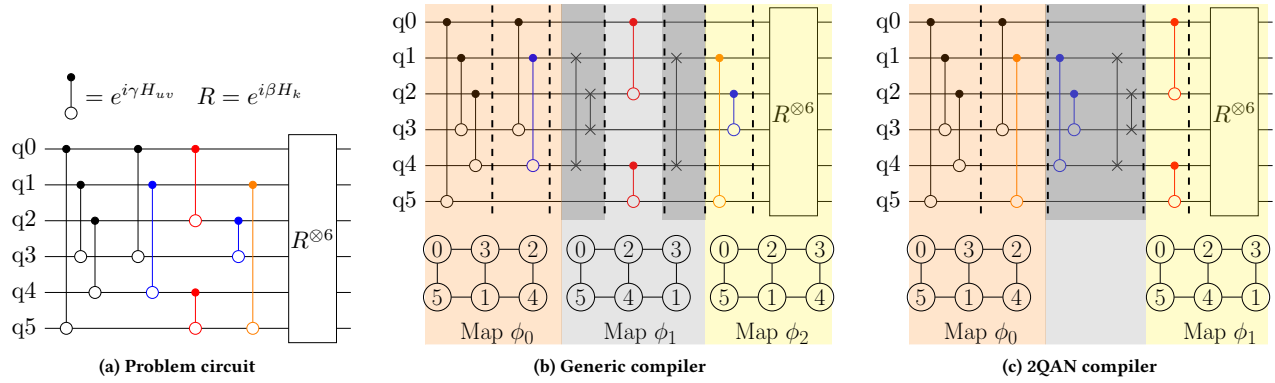 = e^{iγH_{uv}} R = e^{iβH_k}
q0
q1
q2
q3
q4
q5
R^{⊗6}
(a) Problem circuit
q0
q1
q2
q3
q4
q5
R^{⊗6}
0 3 2
5 1 4
Map ϕ_0
0 2 3
5 4 1
Map ϕ_1
0 2 3
5 1 4
Map ϕ_2
(b) Generic compiler
q0
q1
q2
q3
q4
q5
R^{⊗6}
0 3 2
5 1 4
Map ϕ_0
0 2 3
5 4 1
Map ϕ_1
(c) 2QAN compiler